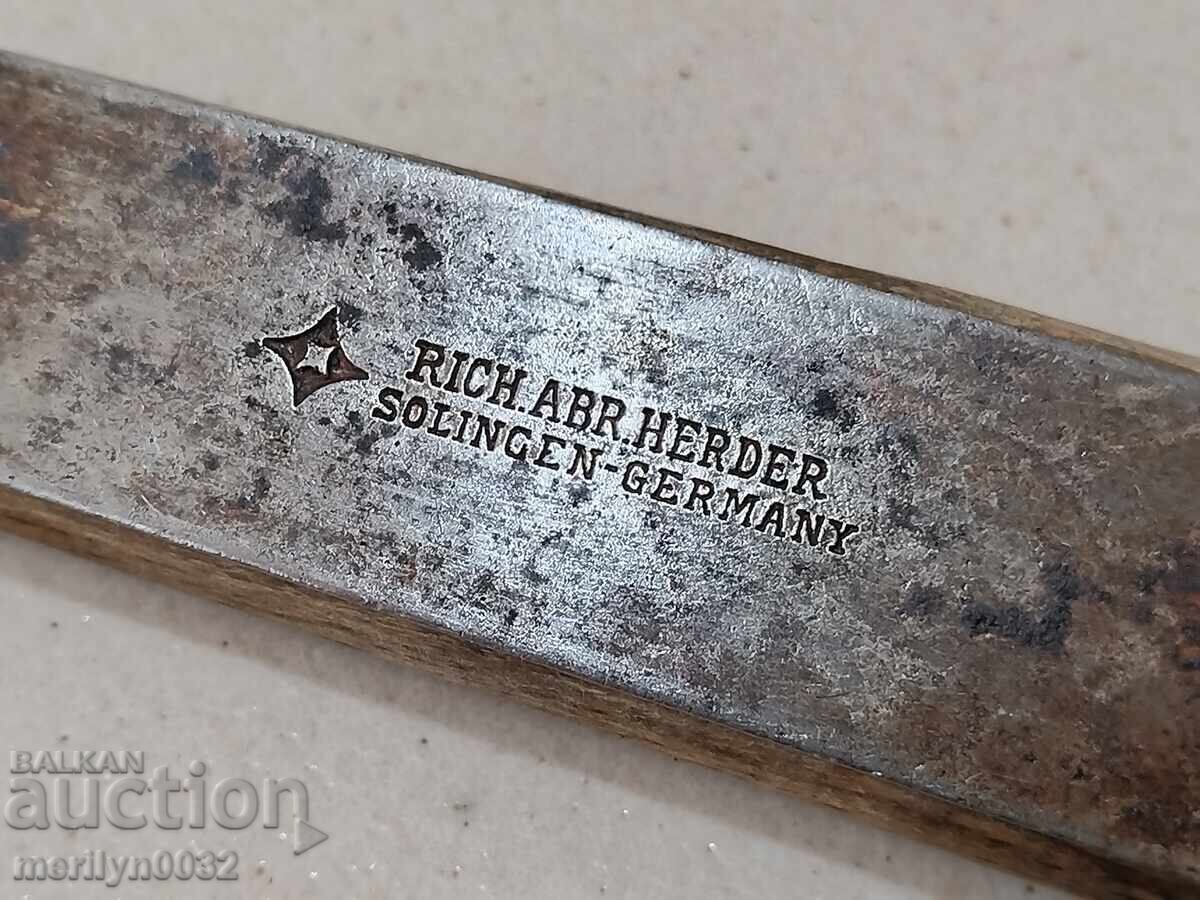 RICH.ABR.HERDER
SOLINGEN-GERMANY
BALKAN
auction
merilyn0032